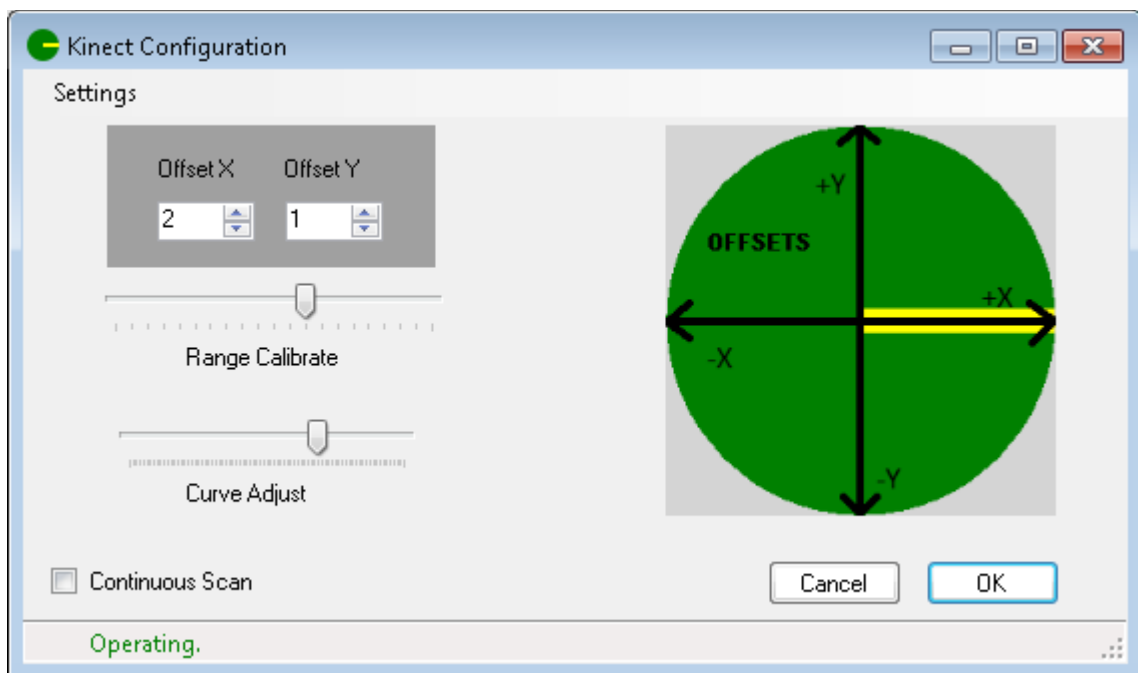 Kinect Configuration
Settings
Offset X Offset Y
2 1
Range Calibrate
Curve Adjust
+Y
OFFSETS
+X
-X
-Y
Continuous Scan
Cancel OK
Operating.